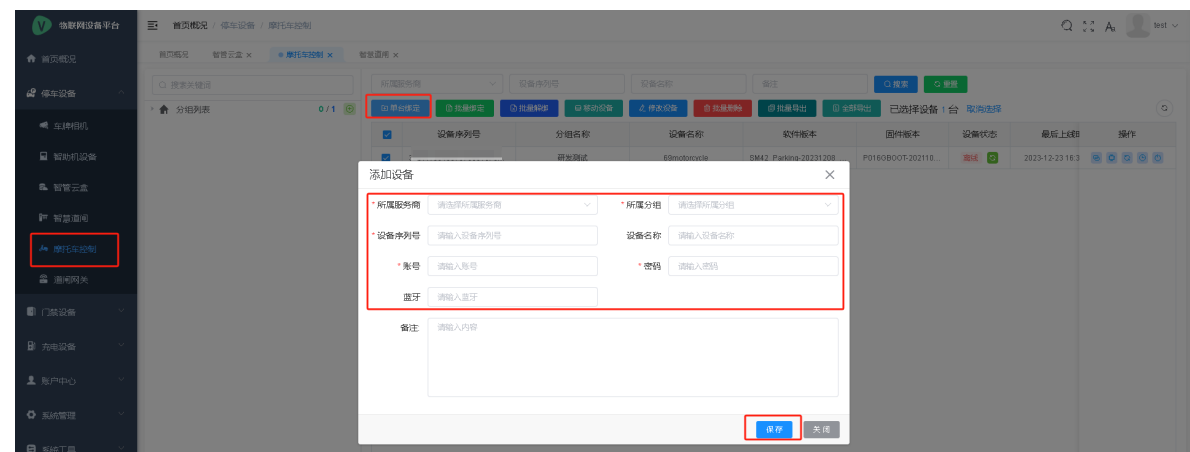 物联网设备平台
首页概况 / 停车设备 / 摩托车控制
test
首页概况 智管云盒 × 摩托车控制 × 智慧道闸 ×
首页概况
停车设备
车牌相机
智助机设备
智管云盒
智慧道闸
摩托车控制
道闸网关
门禁设备
充电设备
账户中心
系统管理
系统工具
搜索关键词
分组列表 0 / 1
所属服务商 设备序列号 设备名称 备注 搜索 重置
单台绑定 批量绑定 批量解绑 移动设备 修改设备 批量删除 批量导出 全部导出 已选择设备 1 台 取消选择
设备序列号 分组名称 设备名称 软件版本 固件版本 设备状态 最后上线时 操作
研发测试 69motorcycle SM42_Parking-20231208 P0160BOOT-202110... 离线 2023-12-23 16:3
添加设备
* 所属服务商 请选择所属服务商 * 所属分组 请选择所属分组
* 设备序列号 请输入设备序列号 设备名称 请输入设备名称
* 账号 请输入账号 * 密码 请输入密码
蓝牙 请输入蓝牙
备注 请输入内容
保存 关闭